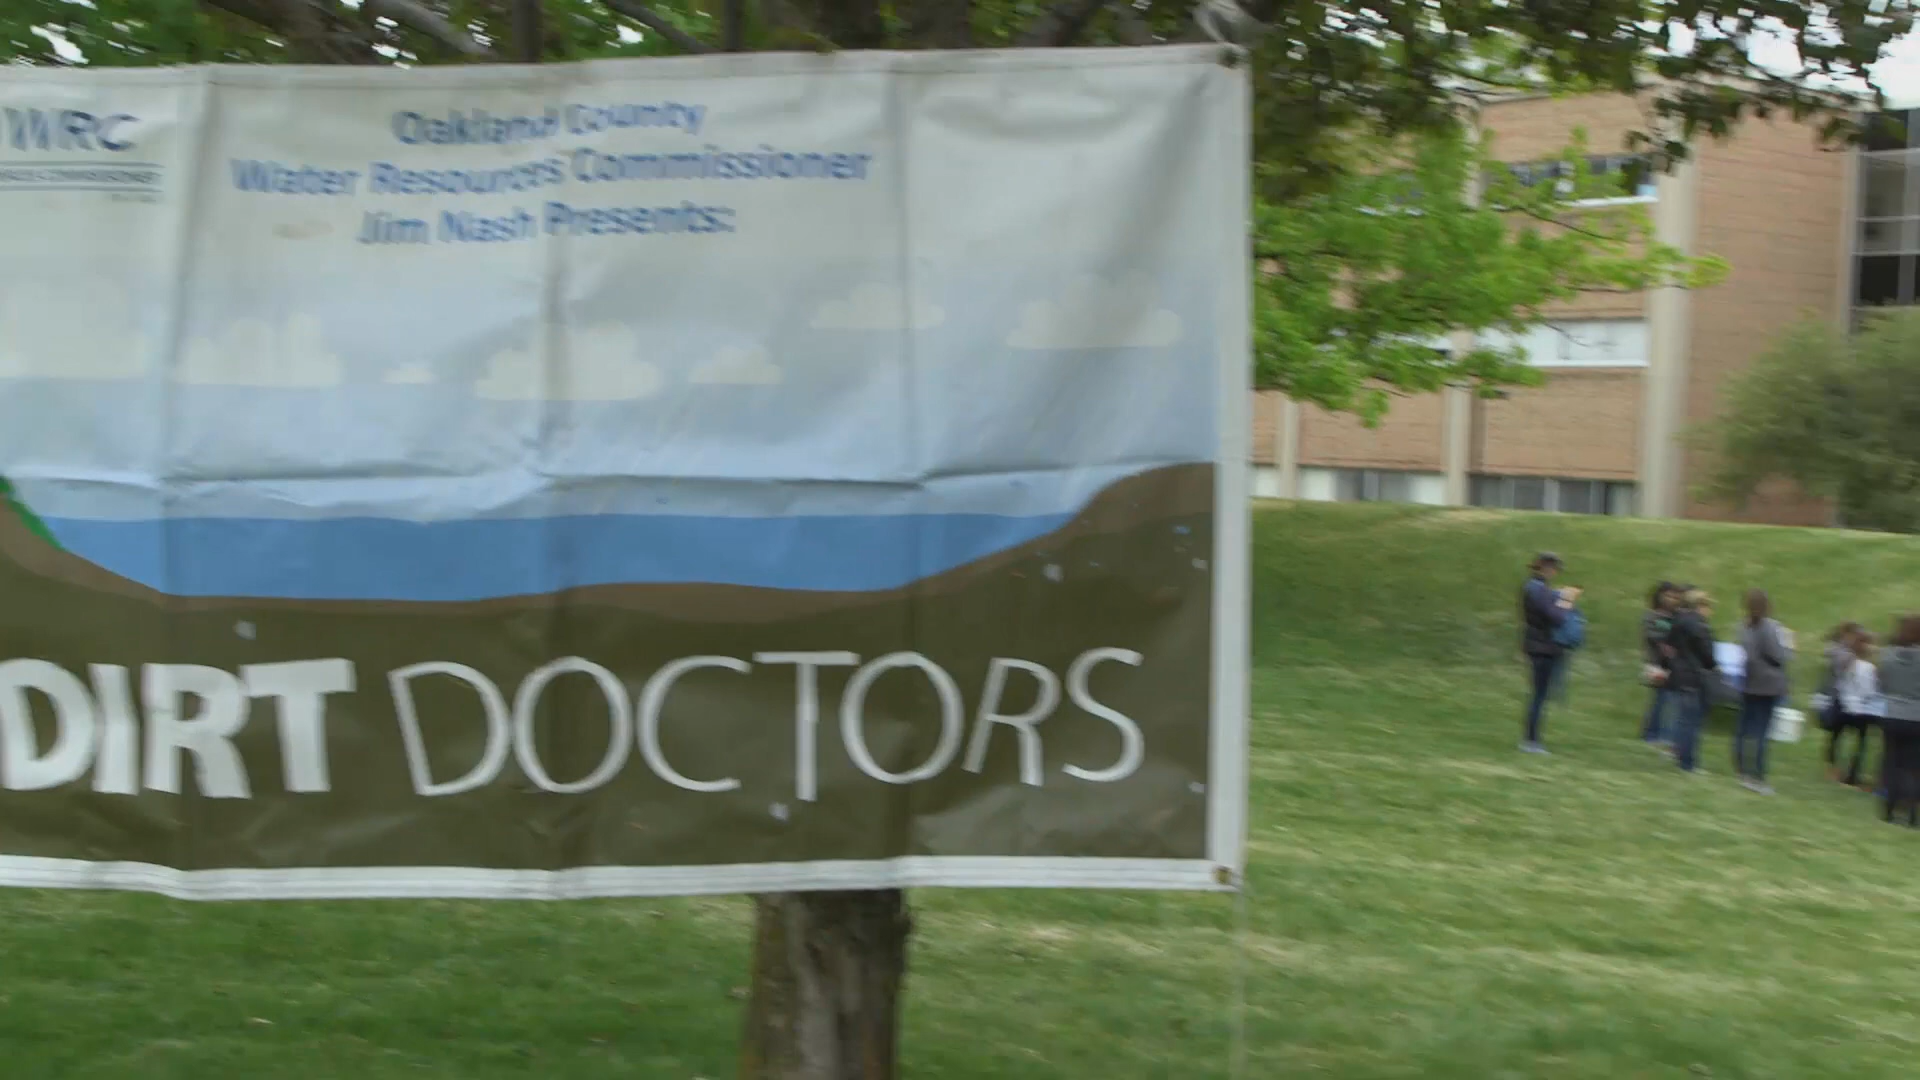 WRC
Oakland County
Water Resources Commissioner
Jim Nash Presents:
DIRT DOCTORS